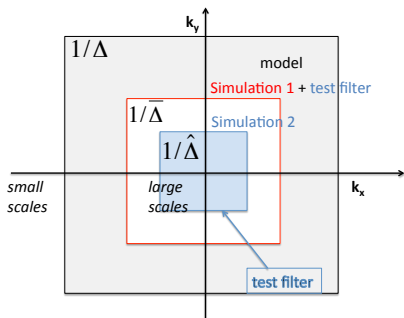 k_y
1/Δ
model
Simulation 1 + test filter
1/Δ̅
Simulation 2
1/Δ̂
small scales
large scales
k_x
test filter